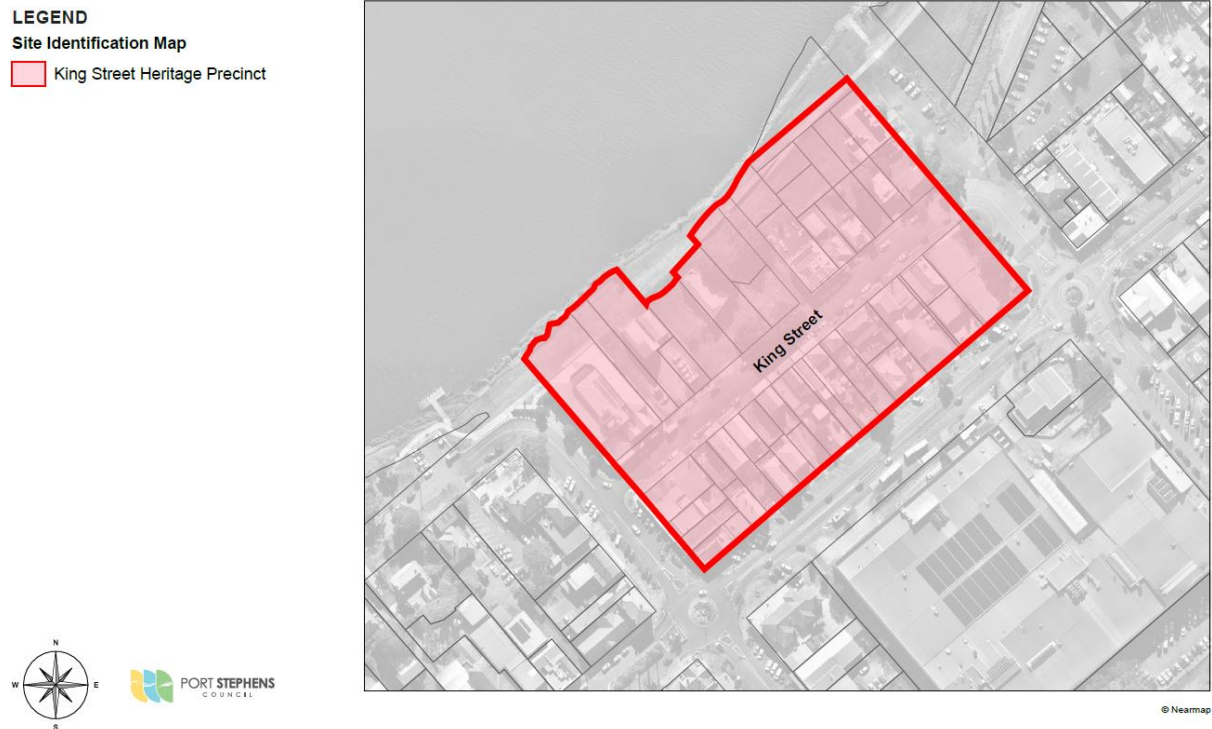 LEGEND
Site Identification Map
King Street Heritage Precinct
King Street
N
W
E
S
PORT STEPHENS
COUNCIL
© Nearmap